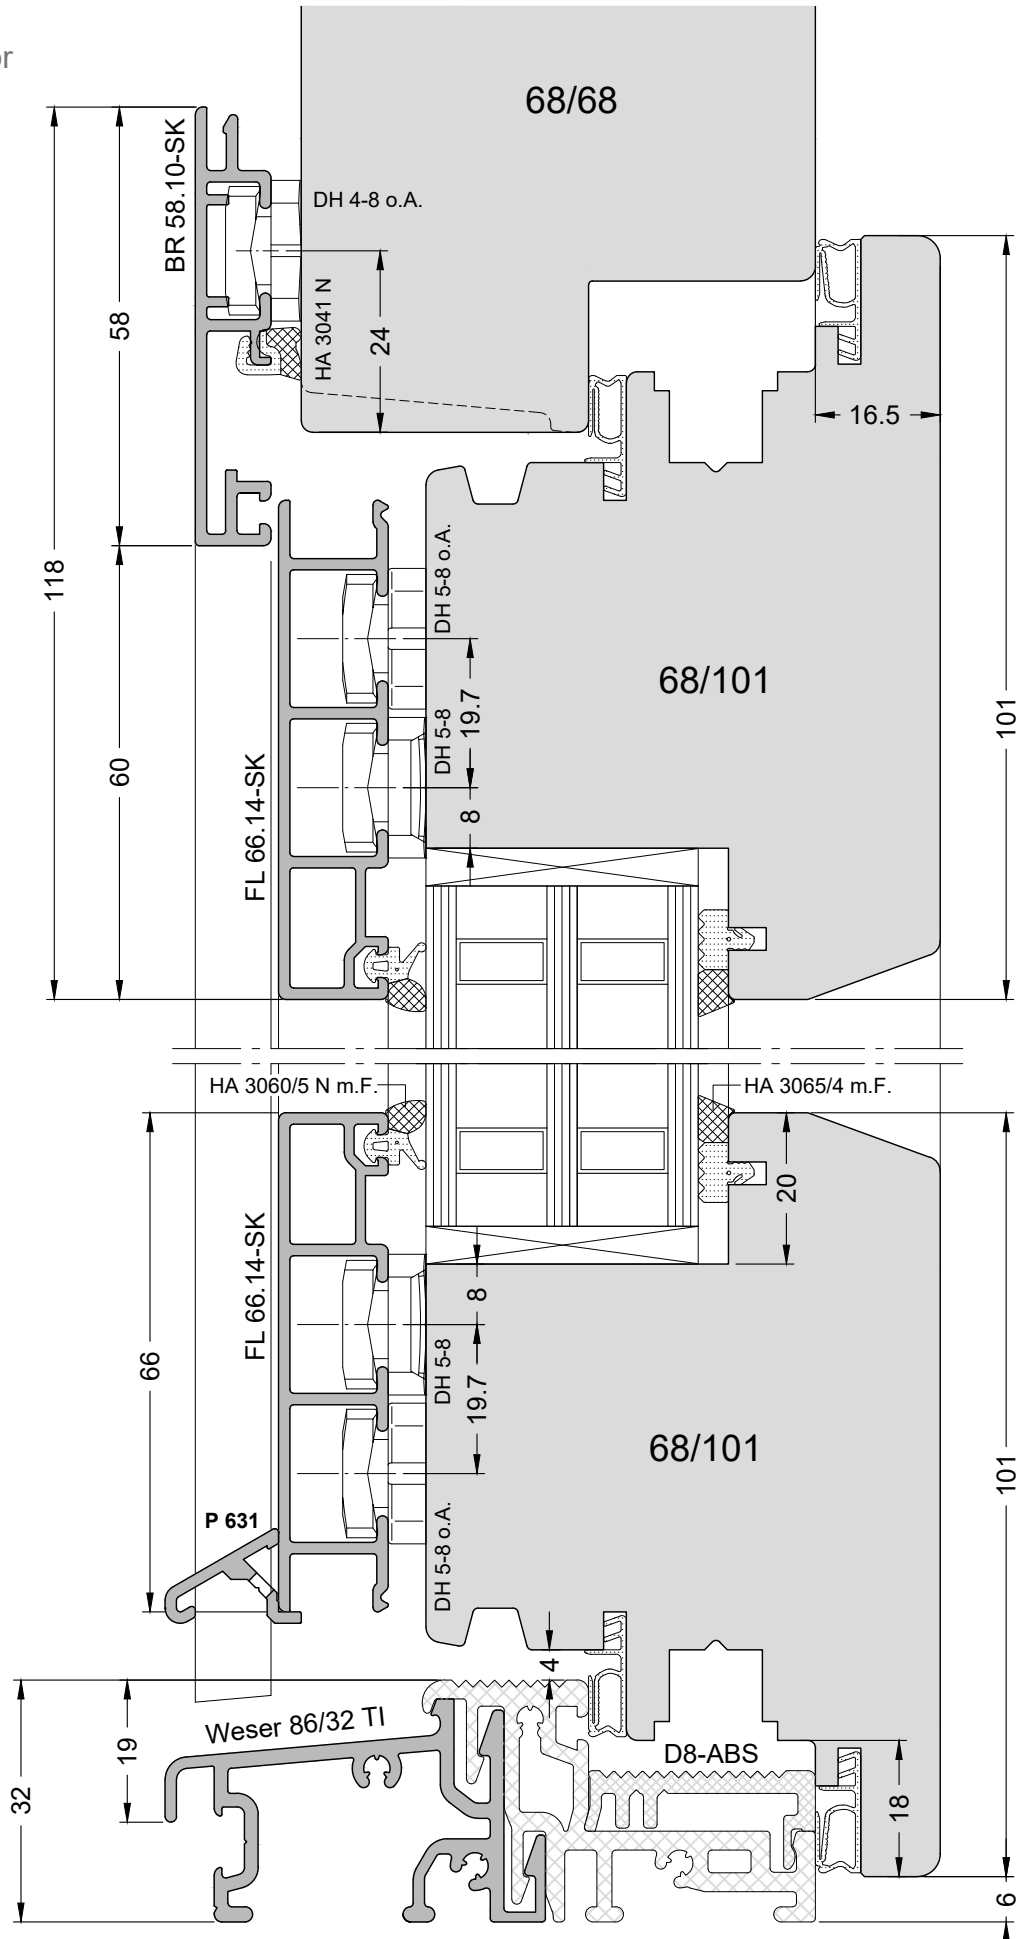 or
68/68
BR 58.10-SK
DH 4-8 o.A.
HA 3041 N
24
58
118
16.5
DH 5-8 o.A.
68/101
19.7
DH 5-8
8
60
FL 66.14-SK
101
HA 3060/5 N m.F.
HA 3065/4 m.F.
20
FL 66.14-SK
8
DH 5-8
19.7
66
68/101
101
P 631
DH 5-8 o.A.
4
Weser 86/32 TI
D8-ABS
19
32
18
6